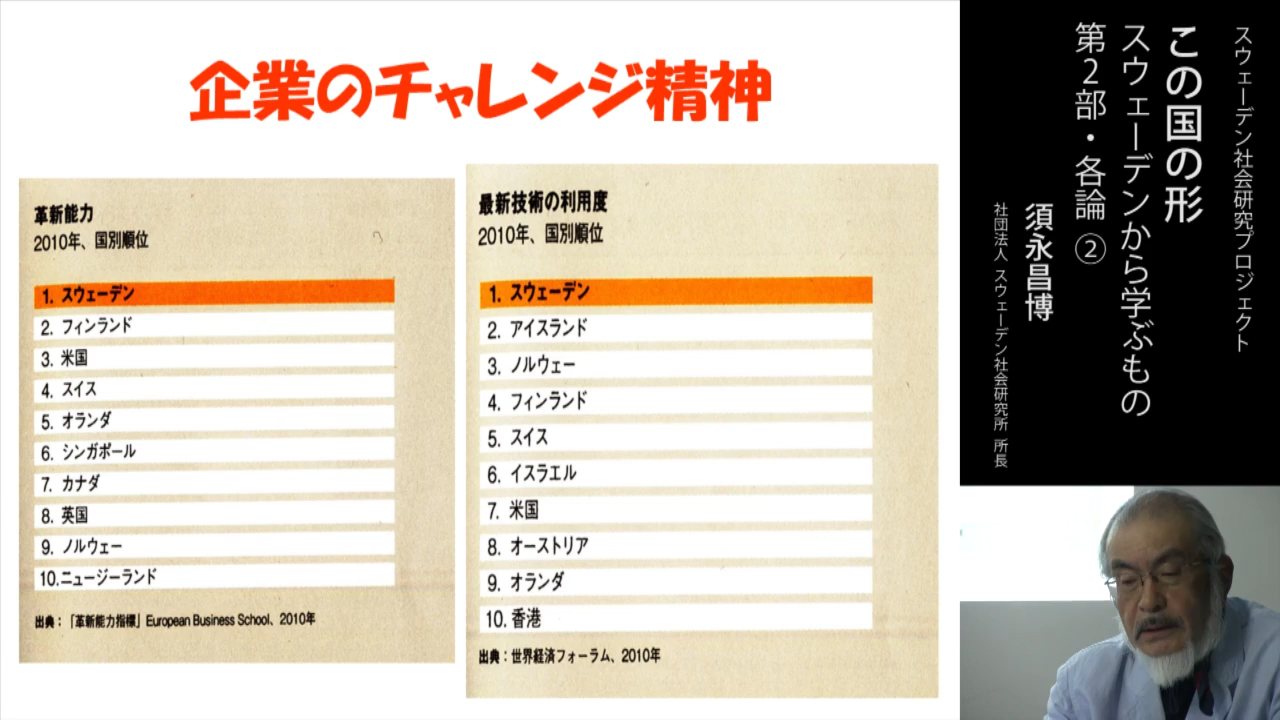 企業のチャレンジ精神
革新能力
2010年、国別順位
1. スウェーデン
2. フィンランド
3. 米国
4. スイス
5. オランダ
6. シンガポール
7. カナダ
8. 英国
9. ノルウェー
10.ニュージーランド
出典：「革新能力指標」European Business School、2010年
最新技術の利用度
2010年、国別順位
1. スウェーデン
2. アイスランド
3. ノルウェー
4. フィンランド
5. スイス
6. イスラエル
7. 米国
8. オーストリア
9. オランダ
10. 香港
出典：世界経済フォーラム、2010年
スウェーデン社会研究プロジェクト
この国の形
スウェーデンから学ぶもの
第２部・各論 ②
須永昌博
社団法人 スウェーデン社会研究所 所長